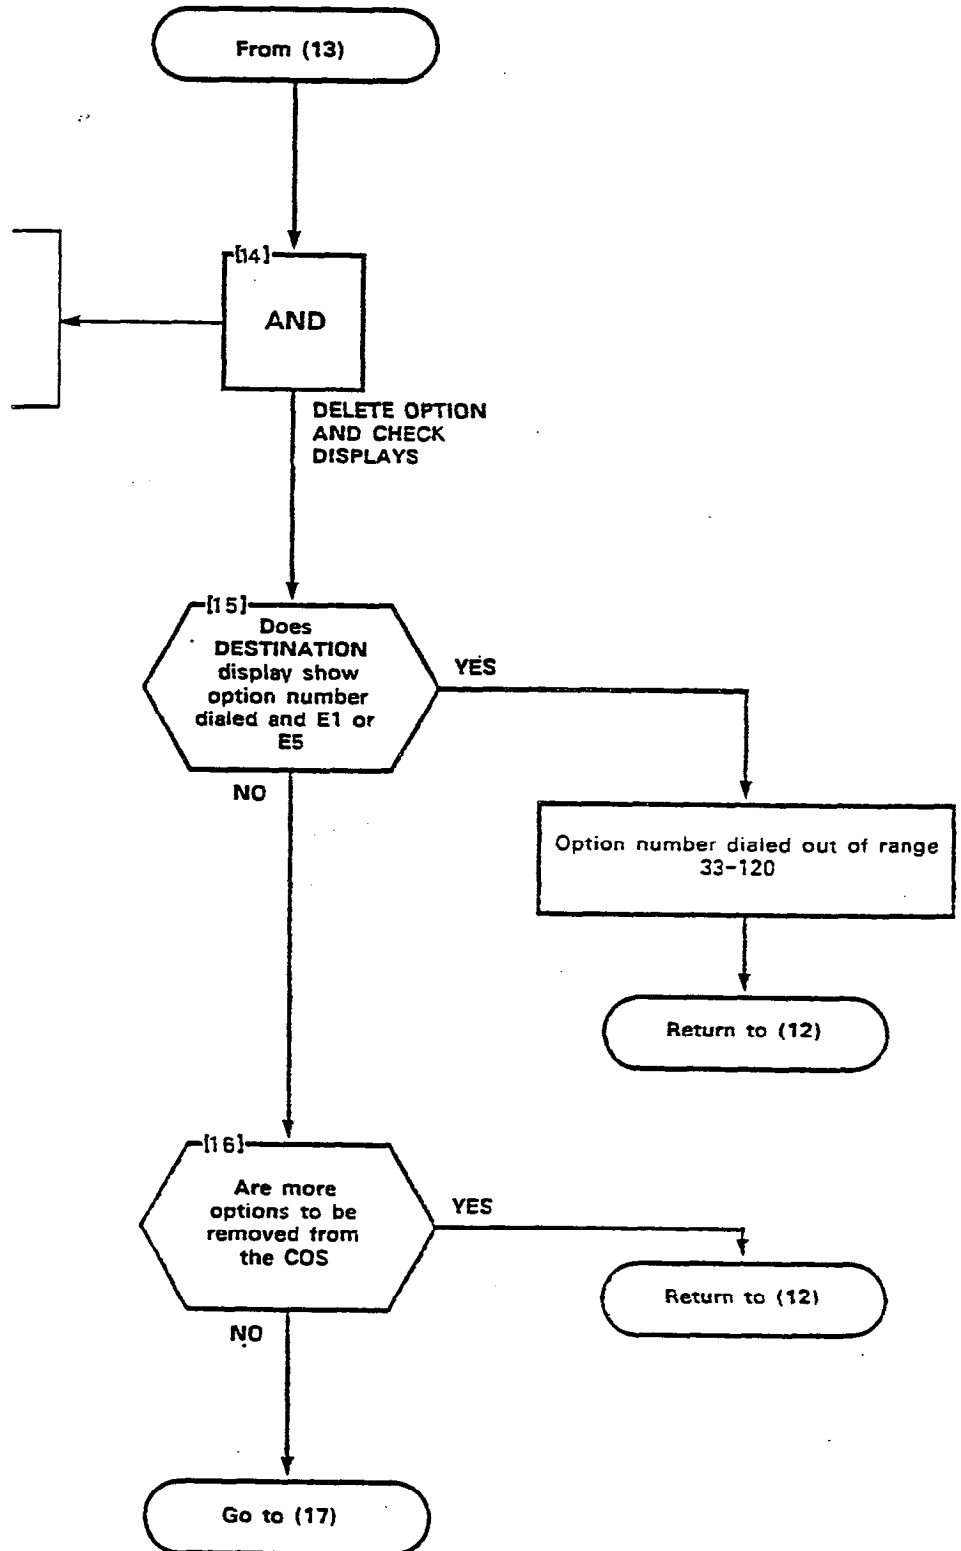 From (13)
[14]
AND
DELETE OPTION
AND CHECK
DISPLAYS
[15]
Does
DESTINATION
display show
option number
dialed and E1 or
E5
YES
NO
Option number dialed out of range
33-120
Return to (12)
[16]
Are more
options to be
removed from
the COS
YES
Return to (12)
NO
Go to (17)